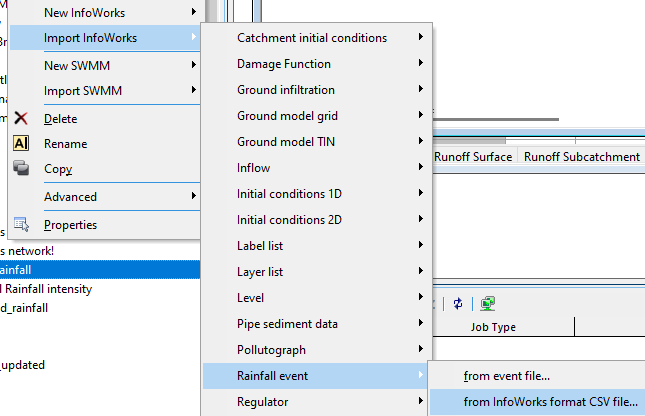 New InfoWorks
Import InfoWorks
New SWMM
Import SWMM
Delete
Rename
Copy
Advanced
Properties
s network!
ainfall
l Rainfall intensity
d_rainfall
_updated
Catchment initial conditions
Damage Function
Ground infiltration
Ground model grid
Ground model TIN
Inflow
Initial conditions 1D
Initial conditions 2D
Label list
Layer list
Level
Pipe sediment data
Pollutograph
Rainfall event
Regulator
from event file...
from InfoWorks format CSV file...
Runoff Surface Runoff Subcatchment
Job Type